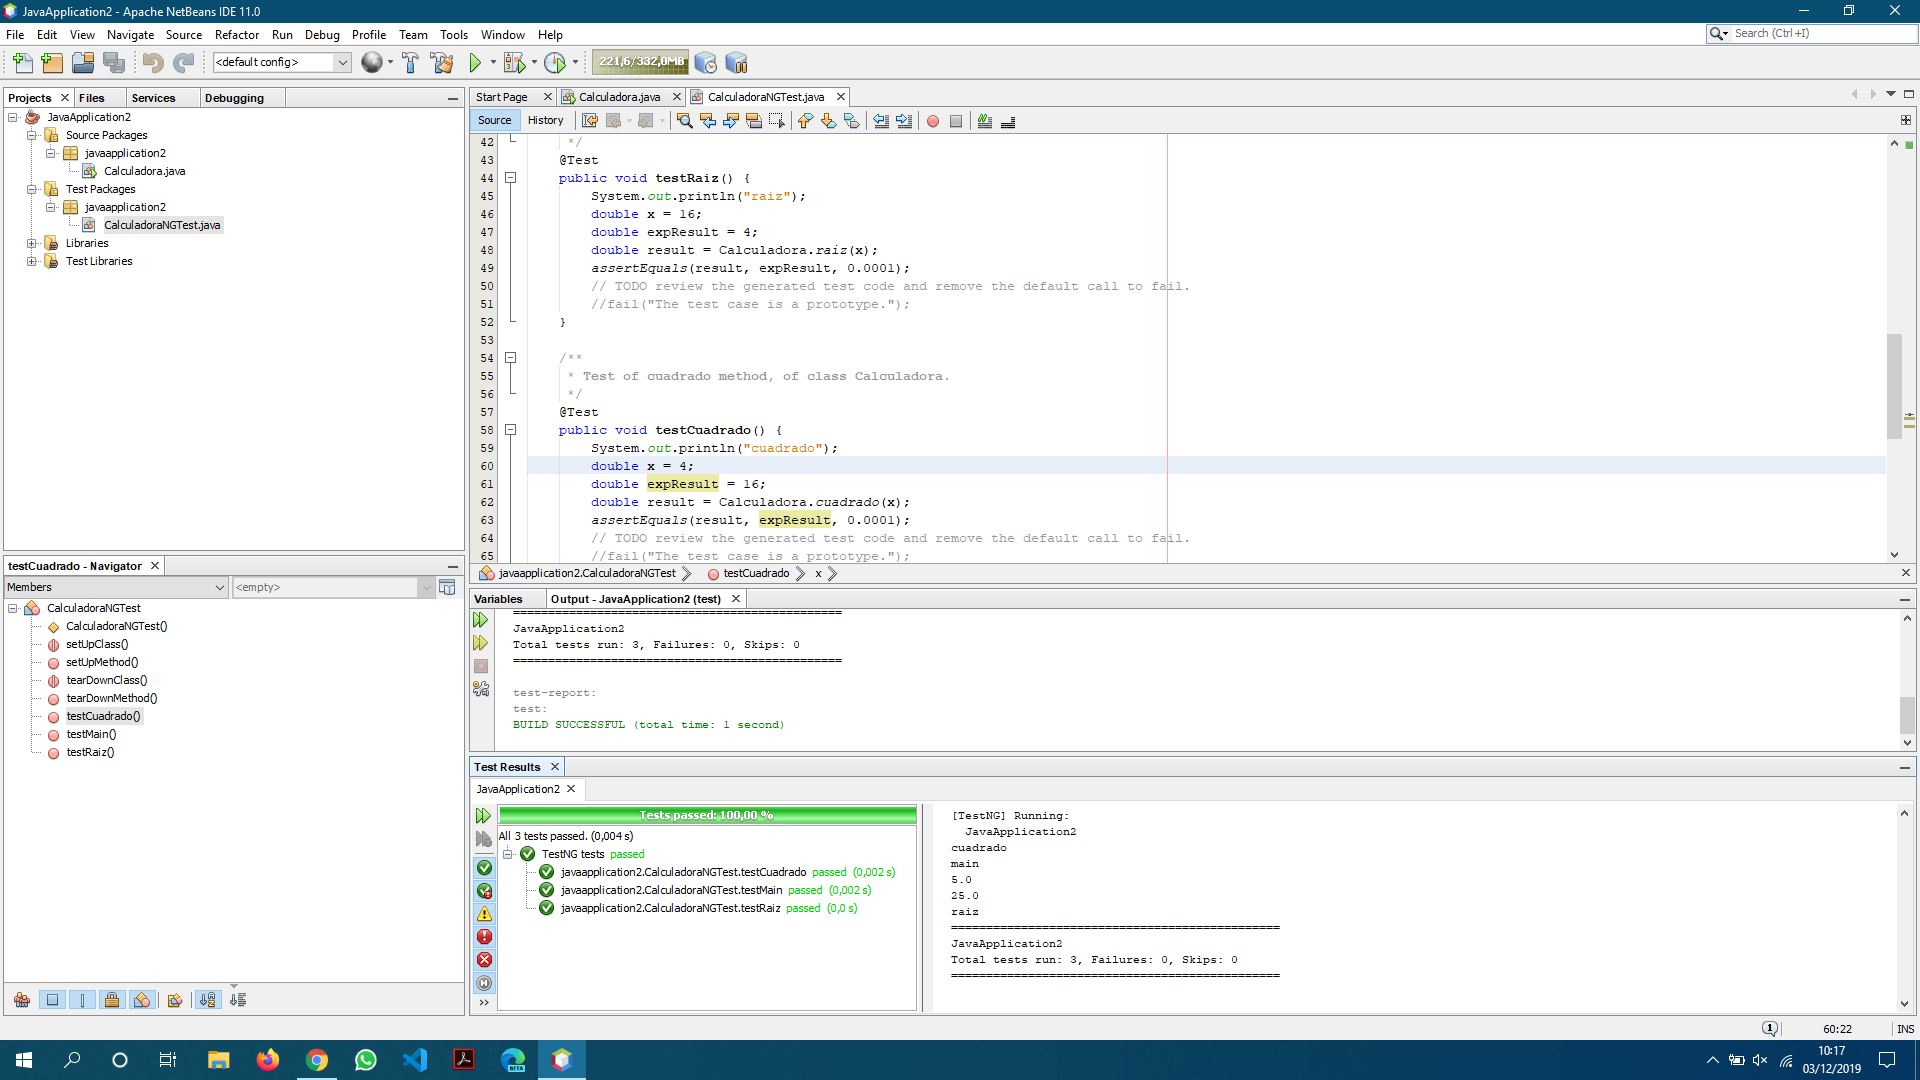 JavaApplication2 - Apache NetBeans IDE 11.0
File Edit View Navigate Source Refactor Run Debug Profile Team Tools Window Help
Search (Ctrl+I)
<default config>
221,6/332,0MB
Projects Files Services Debugging
JavaApplication2
Source Packages
javaapplication2
Calculadora.java
Test Packages
javaapplication2
CalculadoraNGTest.java
Libraries
Test Libraries
testCuadrado - Navigator
Members
<empty>
CalculadoraNGTest
CalculadoraNGTest()
setUpClass()
setUpMethod()
tearDownClass()
tearDownMethod()
testCuadrado()
testMain()
testRaiz()
Start Page Calculadora.java CalculadoraNGTest.java
Source History
42 */
43 @Test
44 public void testRaiz() {
45 System.out.println("raiz");
46 double x = 16;
47 double expResult = 4;
48 double result = Calculadora.raiz(x);
49 assertEquals(result, expResult, 0.0001);
50 // TODO review the generated test code and remove the default call to fail.
51 //fail("The test case is a prototype.");
52 }
53
54 /**
55 * Test of cuadrado method, of class Calculadora.
56 */
57 @Test
58 public void testCuadrado() {
59 System.out.println("cuadrado");
60 double x = 4;
61 double expResult = 16;
62 double result = Calculadora.cuadrado(x);
63 assertEquals(result, expResult, 0.0001);
64 // TODO review the generated test code and remove the default call to fail.
65 //fail("The test case is a prototype.");
javaapplication2.CalculadoraNGTest testCuadrado x
Variables Output - JavaApplication2 (test)
===============================================
JavaApplication2
Total tests run: 3, Failures: 0, Skips: 0
===============================================
test-report:
test:
BUILD SUCCESSFUL (total time: 1 second)
Test Results
JavaApplication2
Tests passed: 100,00 %
All 3 tests passed. (0,004 s)
TestNG tests passed
javaapplication2.CalculadoraNGTest.testCuadrado passed (0,002 s)
javaapplication2.CalculadoraNGTest.testMain passed (0,002 s)
javaapplication2.CalculadoraNGTest.testRaiz passed (0,0 s)
[TestNG] Running:
JavaApplication2
cuadrado
main
5.0
25.0
raiz
===============================================
JavaApplication2
Total tests run: 3, Failures: 0, Skips: 0
===============================================
1
60:22
INS
BETA
10:17
03/12/2019